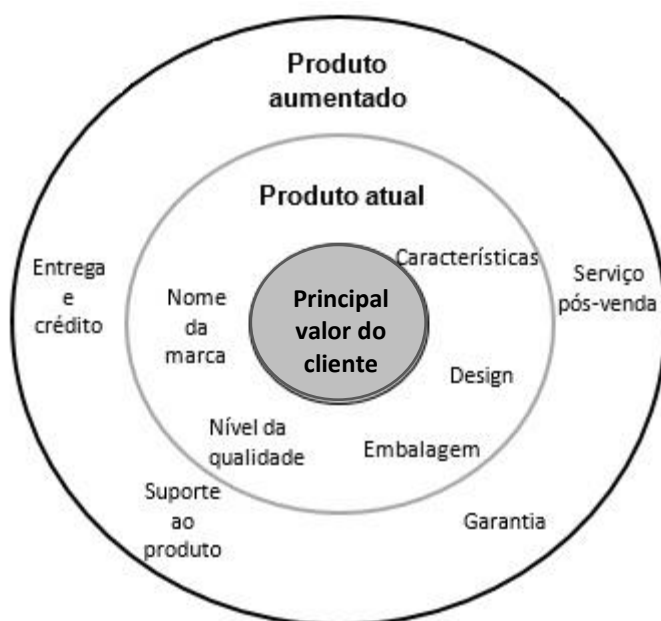 Produto
aumentado
Produto atual
Características
Entrega
e
crédito
Serviço
pós-venda
Nome
da
marca
Principal
valor do
cliente
Design
Nível da
qualidade
Embalagem
Suporte
ao
produto
Garantia